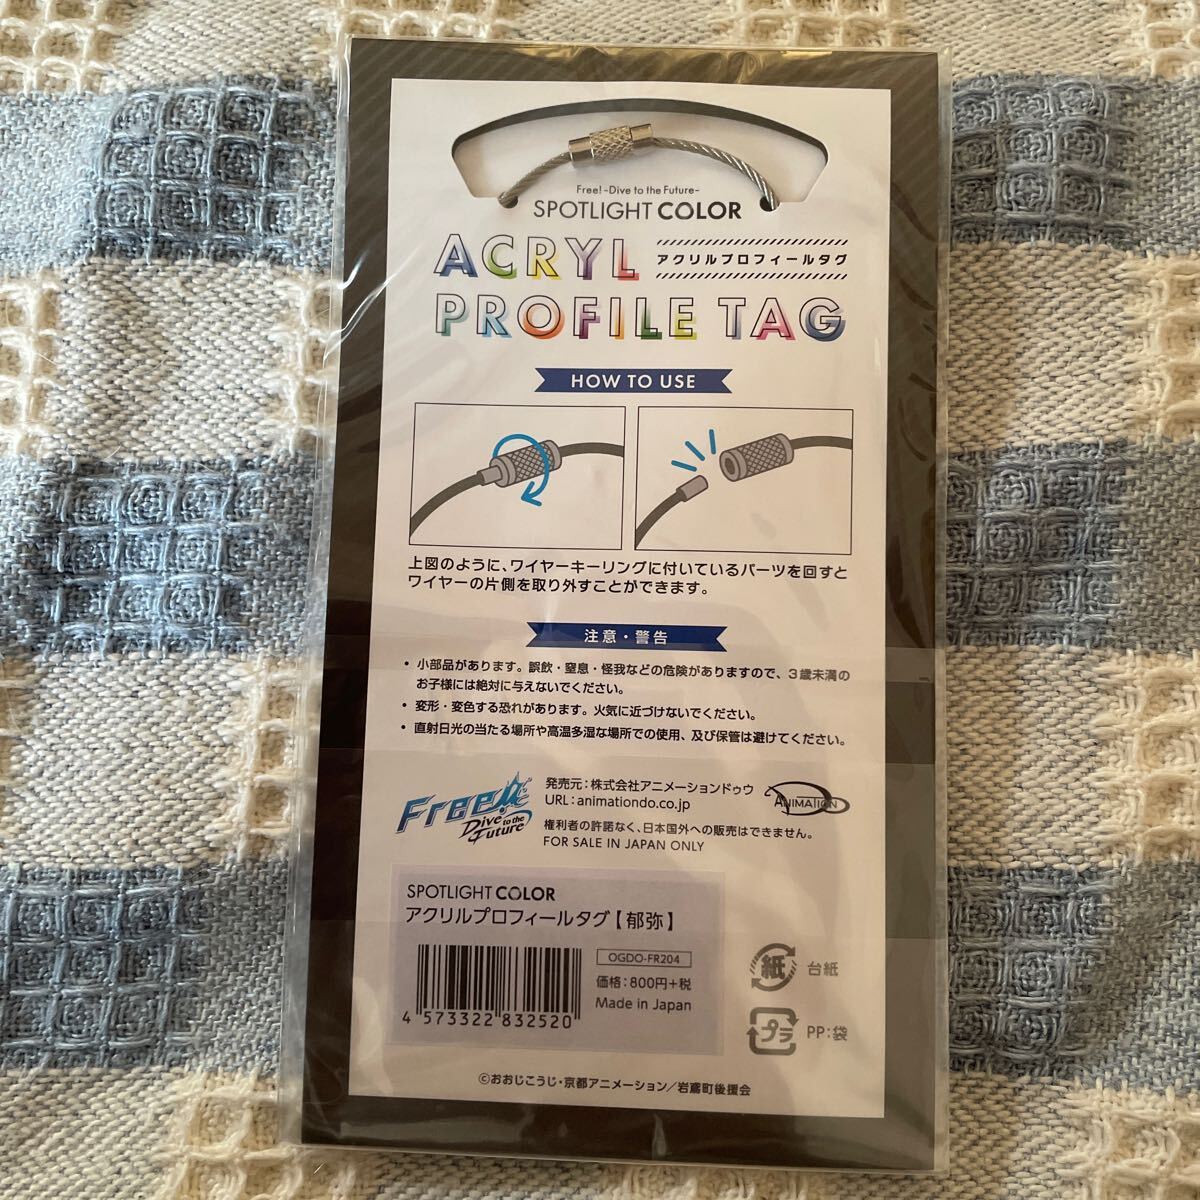 Free! -Dive to the Future-
SPOTLIGHT COLOR
ACRYL
アクリルプロフィールタグ
PROFILE TAG
HOW TO USE
上図のように、ワイヤーキーリングに付いているパーツを回すと
ワイヤーの片側を取り外すことができます。
注意・警告
・小部品があります。誤飲・窒息・怪我などの危険がありますので、3歳未満の
お子様には絶対に与えないでください。
・変形・変色する恐れがあります。火気に近づけないでください。
・直射日光の当たる場所や高温多湿な場所での使用、及び保管は避けてください。
Free!
Dive to the Future
発売元:株式会社アニメーションドゥウ
URL:animationdo.co.jp
ANIMATION
権利者の許諾なく、日本国外への販売はできません。
FOR SALE IN JAPAN ONLY
SPOTLIGHT COLOR
アクリルプロフィールタグ【郁弥】
OGDO-FR204
価格:800円+税
Made in Japan
4 573322 832520
紙 台紙
プラ PP:袋
©おおじこうじ・京都アニメーション/岩鳶町後援会